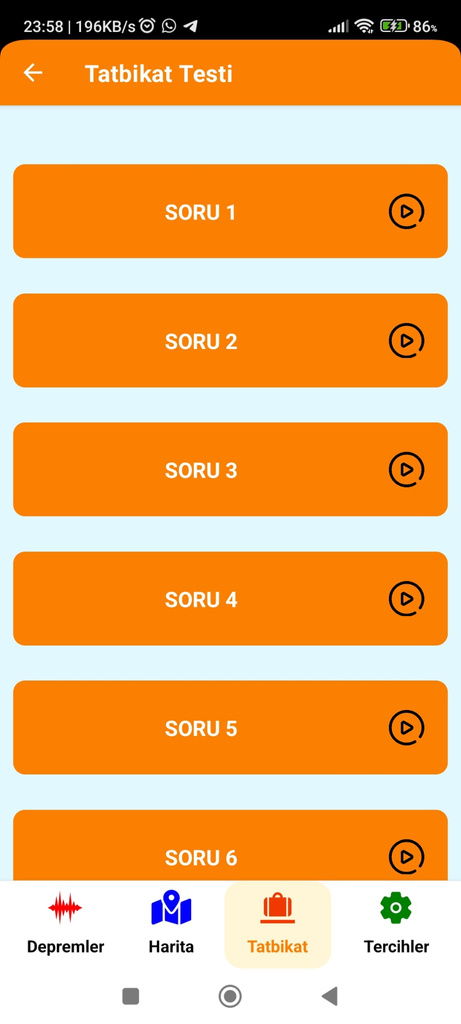 23:58 | 196KB/s 86%
Tatbikat Testi
SORU 1
SORU 2
SORU 3
SORU 4
SORU 5
SORU 6
Depremler Harita Tatbikat Tercihler